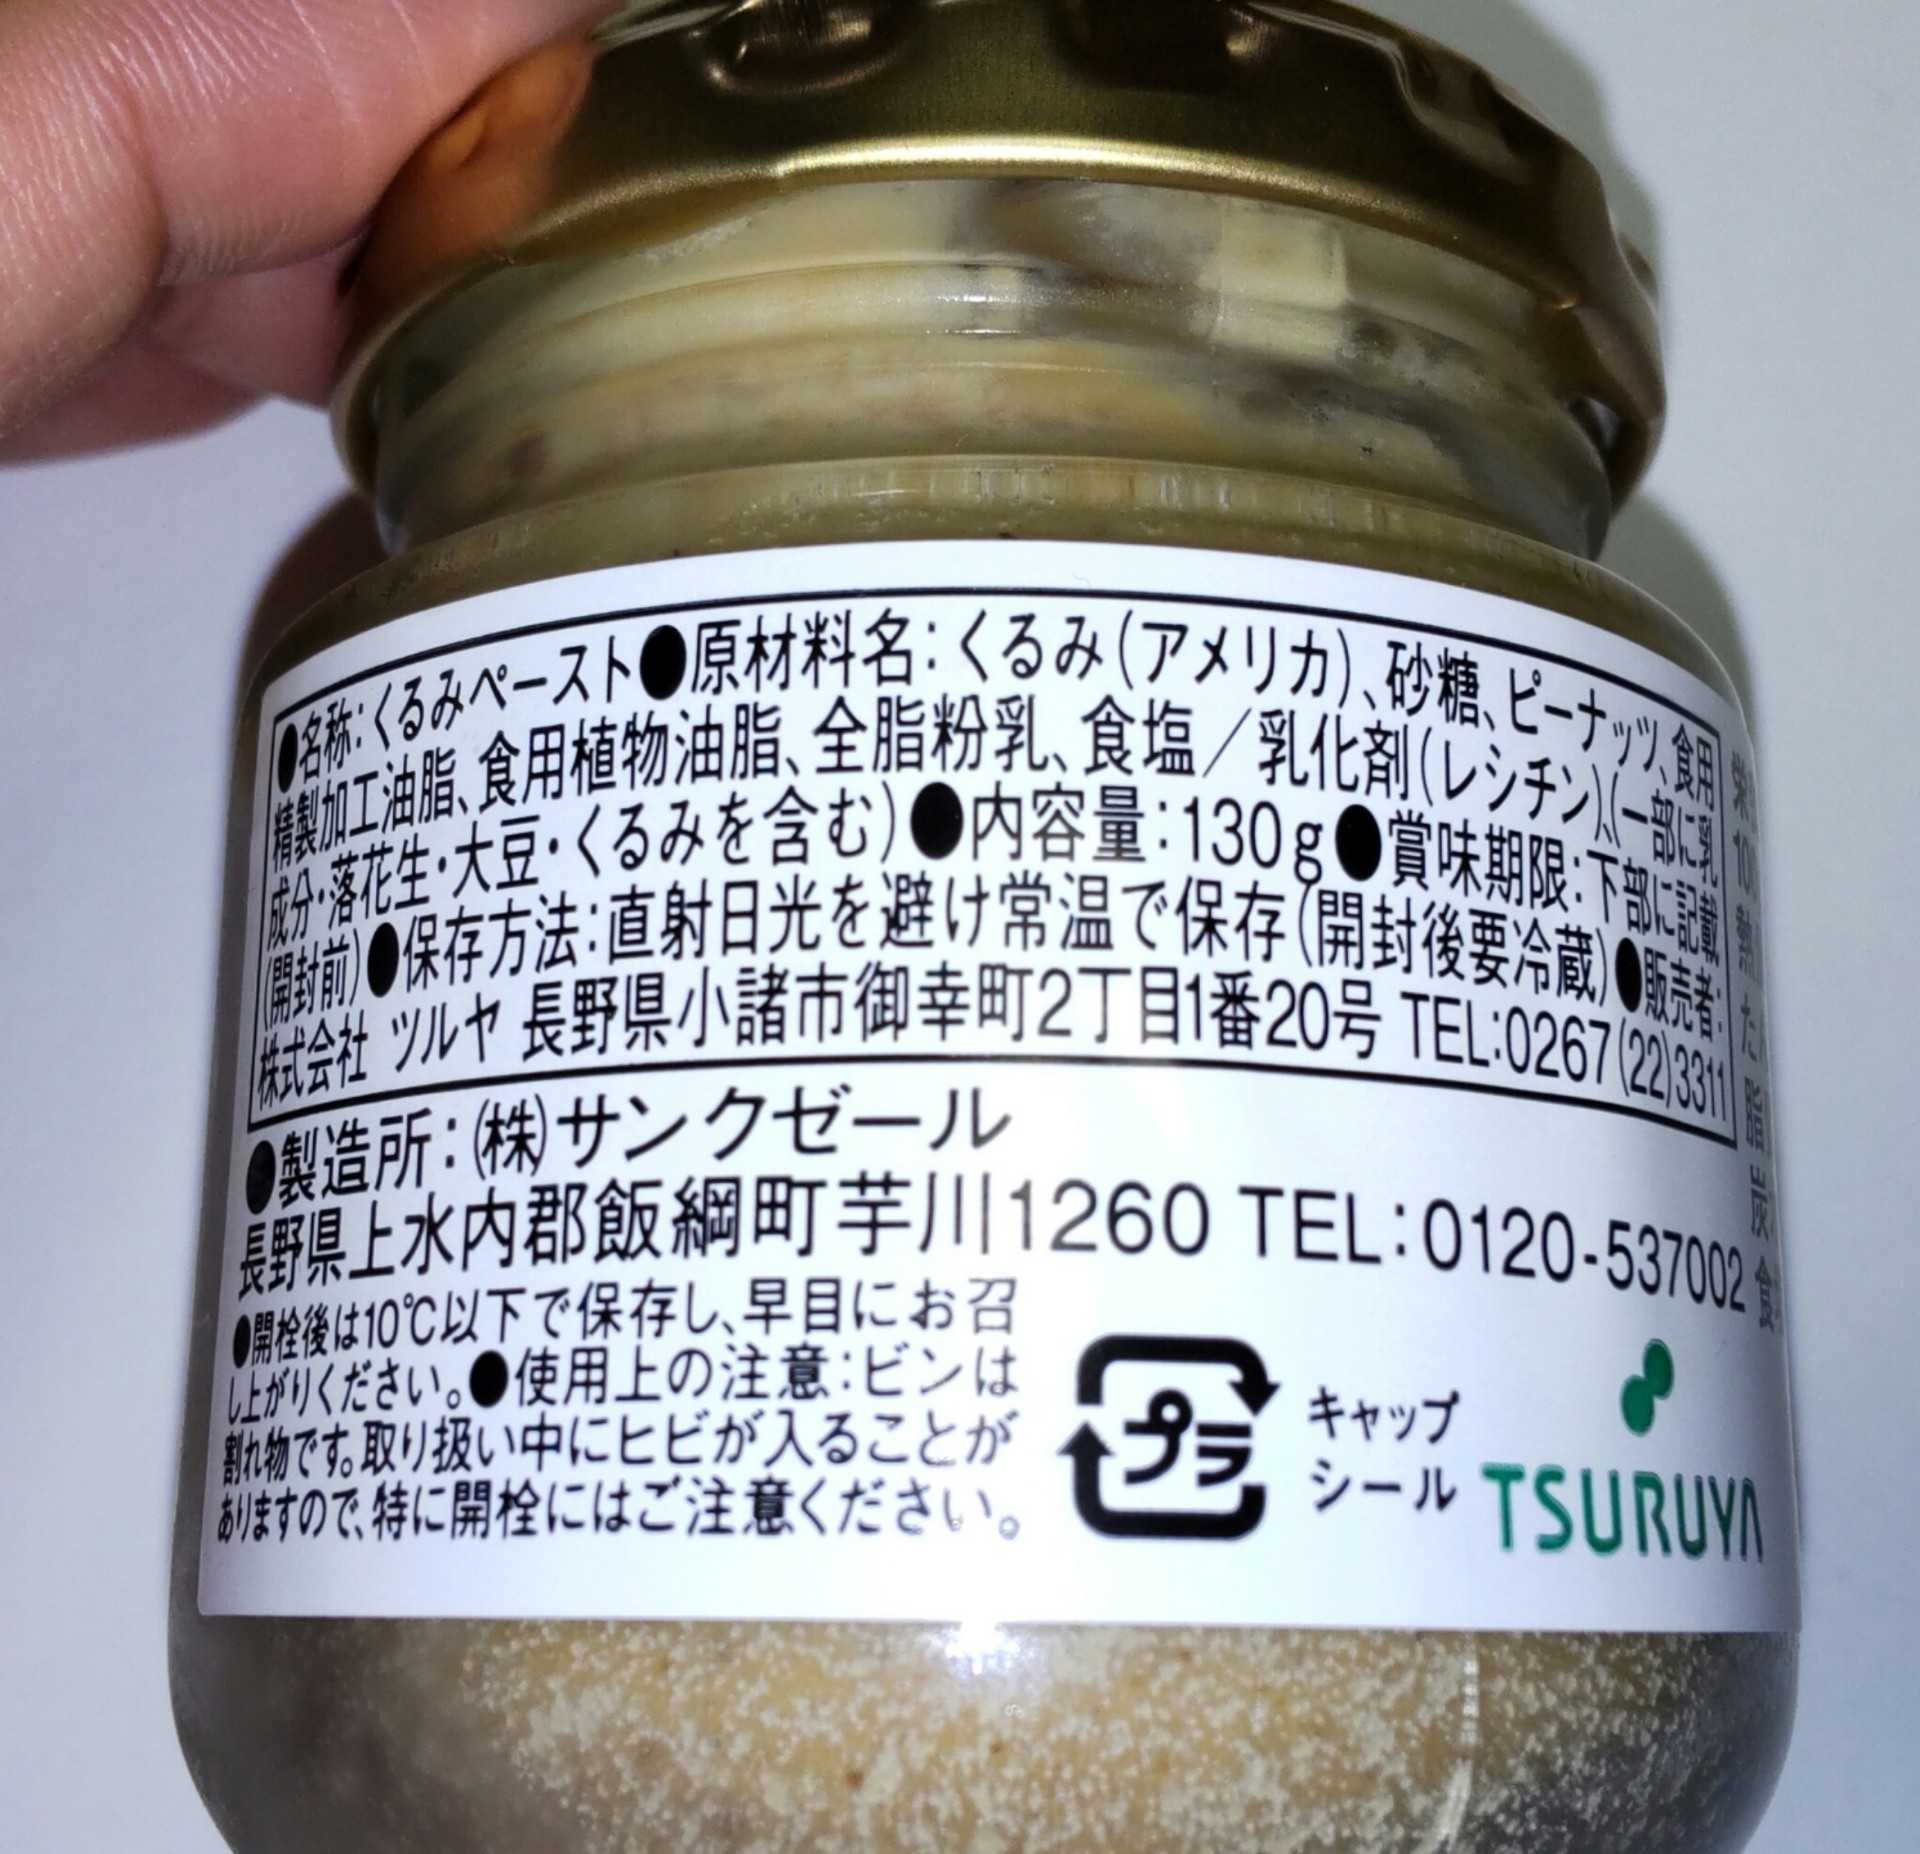 ●名称:くるみペースト●原材料名:くるみ(アメリカ)、砂糖、ピーナッツ、食用
精製加工油脂、食用植物油脂、全脂粉乳、食塩/乳化剤(レシチン)、(一部に乳
成分・落花生・大豆・くるみを含む)●内容量:130g●賞味期限:下部に記載
(開封前)●保存方法:直射日光を避け常温で保存(開封後要冷蔵)●販売者:
株式会社 ツルヤ 長野県小諸市御幸町2丁目1番20号 TEL:0267(22)3311
●製造所:(株)サンクゼール
長野県上水内郡飯綱町芋川1260 TEL:0120-537002
●開栓後は10℃以下で保存し、早目にお召
し上がりください。●使用上の注意:ビンは
割れ物です。取り扱い中にヒビが入ることが
ありますので、特に開栓にはご注意ください。
プラ
キャップ
シール
TSURUYA